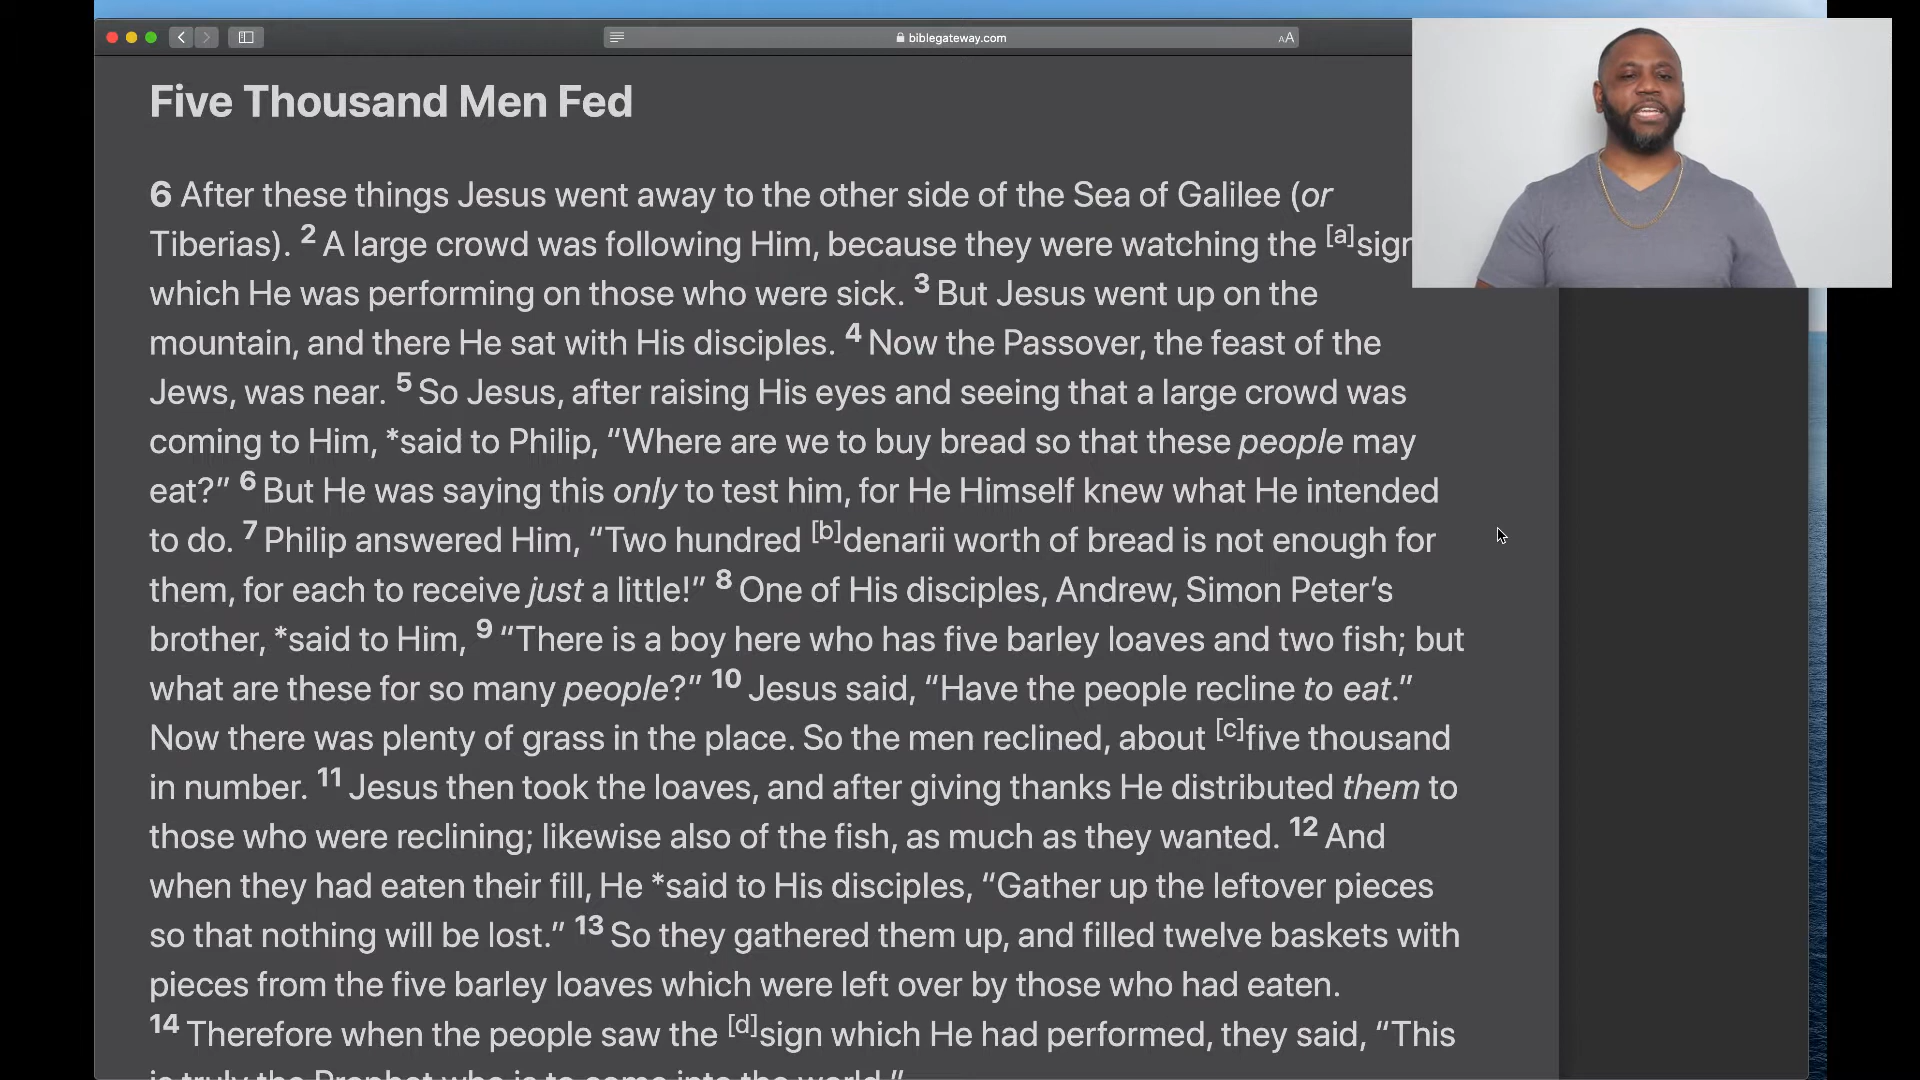 biblegateway.com
AA
Five Thousand Men Fed
6 After these things Jesus went away to the other side of the Sea of Galilee (or
Tiberias). 2 A large crowd was following Him, because they were watching the [a]sign
which He was performing on those who were sick. 3 But Jesus went up on the
mountain, and there He sat with His disciples. 4 Now the Passover, the feast of the
Jews, was near. 5 So Jesus, after raising His eyes and seeing that a large crowd was
coming to Him, *said to Philip, “Where are we to buy bread so that these people may
eat?” 6 But He was saying this only to test him, for He Himself knew what He intended
to do. 7 Philip answered Him, “Two hundred [b]denarii worth of bread is not enough for
them, for each to receive just a little!” 8 One of His disciples, Andrew, Simon Peter’s
brother, *said to Him, 9 “There is a boy here who has five barley loaves and two fish; but
what are these for so many people?” 10 Jesus said, “Have the people recline to eat.”
Now there was plenty of grass in the place. So the men reclined, about [c]five thousand
in number. 11 Jesus then took the loaves, and after giving thanks He distributed them to
those who were reclining; likewise also of the fish, as much as they wanted. 12 And
when they had eaten their fill, He *said to His disciples, “Gather up the leftover pieces
so that nothing will be lost.” 13 So they gathered them up, and filled twelve baskets with
pieces from the five barley loaves which were left over by those who had eaten.
14 Therefore when the people saw the [d]sign which He had performed, they said, “This
is truly the Prophet who is to come into the world.”